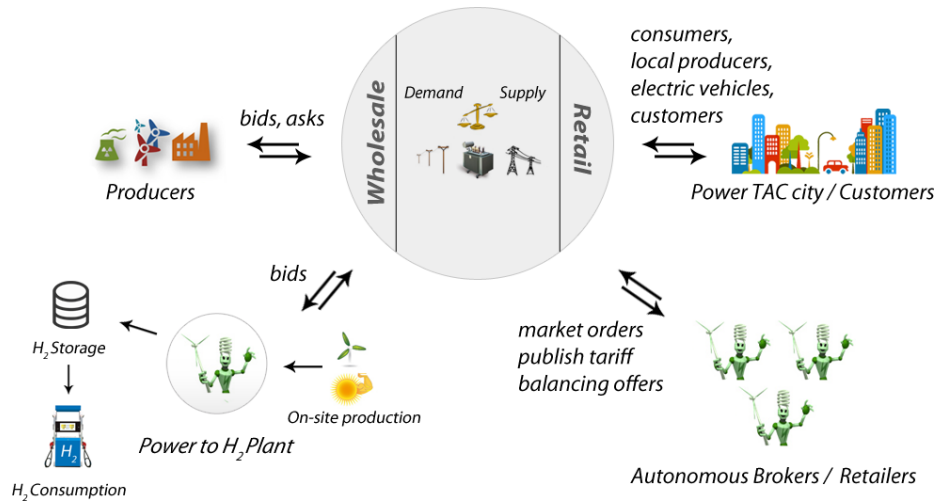 consumers,
local producers,
electric vehicles,
customers
Demand
Supply
Wholesale
Retail
bids, asks
Producers
Power TAC city / Customers
bids
H₂ Storage
On-site production
Power to H₂ Plant
H₂
H₂ Consumption
market orders
publish tariff
balancing offers
Autonomous Brokers / Retailers